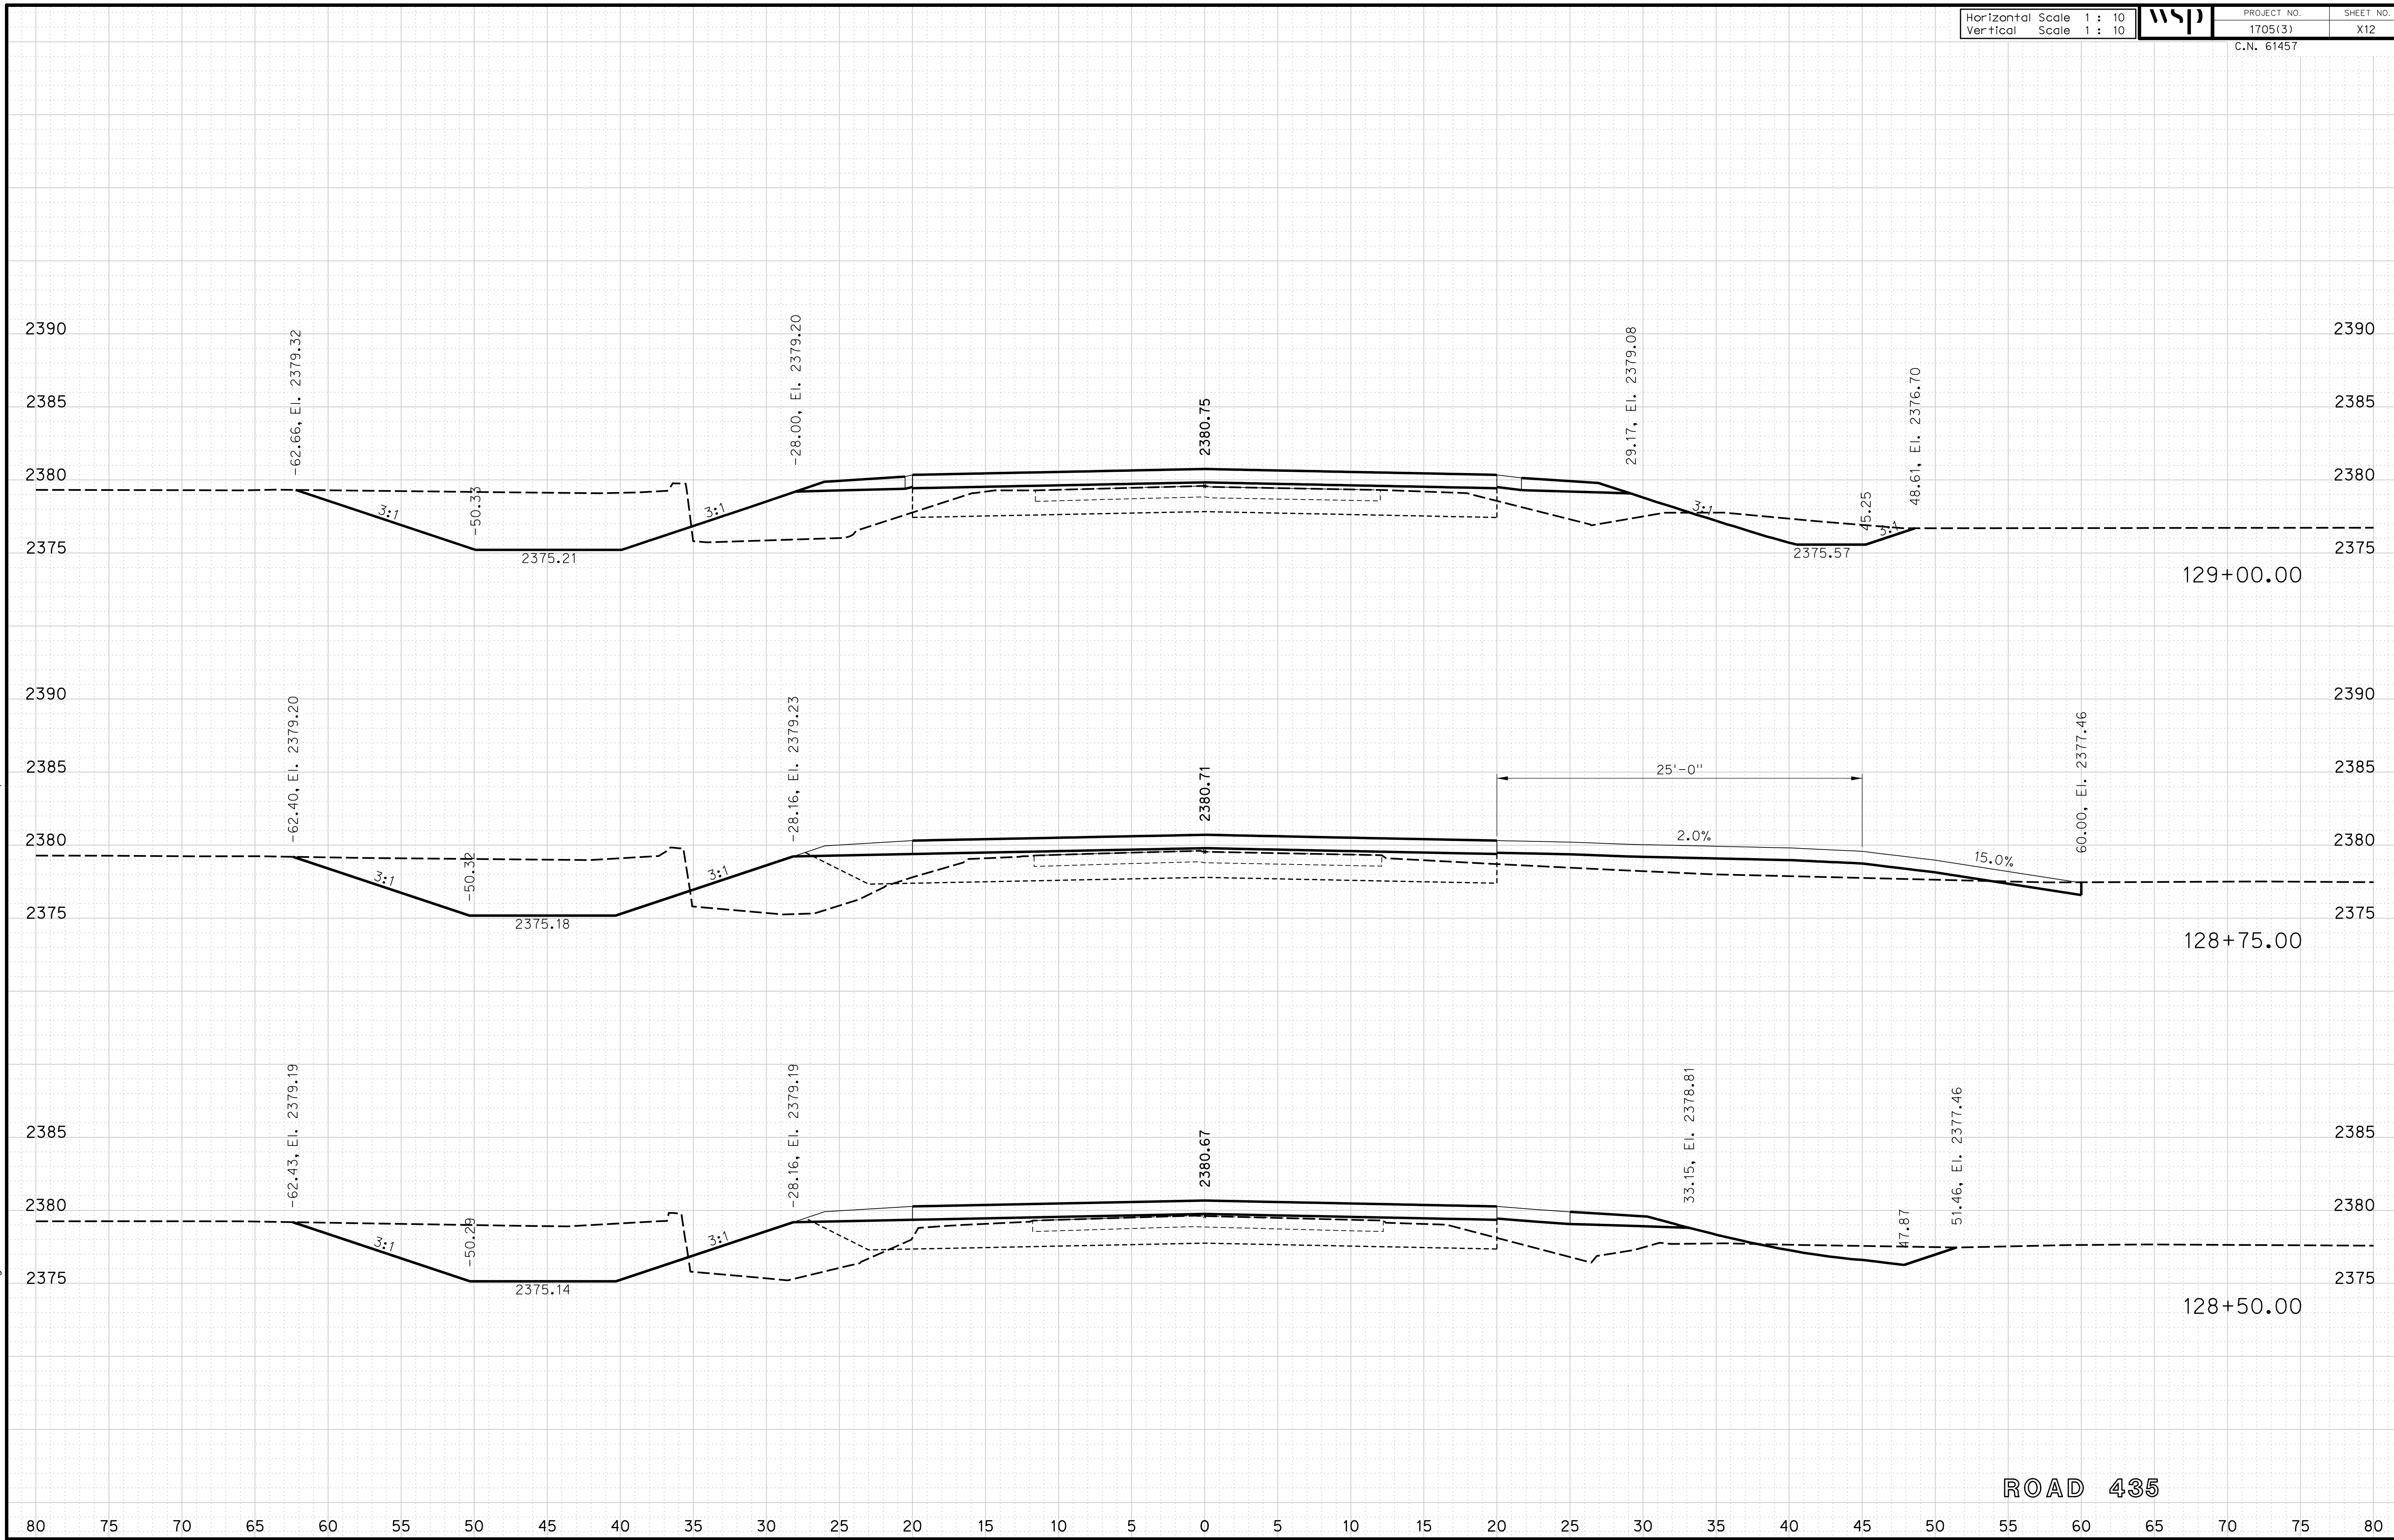 Horizontal Scale 1 : 10
Vertical Scale 1 : 10
wsp
PROJECT NO.
SHEET NO.
1705(3)
X12
C.N. 61457
2390
2390
2385
2385
2380
2380
2375
2375
-62.66, El. 2379.32
3:1
-50.33
2375.21
3:1
-28.00, El. 2379.20
2380.75
29.17, El. 2379.08
3:1
2375.57
45.25
3:1
48.61, El. 2376.70
129+00.00
2390
2390
2385
2385
2380
2380
2375
2375
-62.40, El. 2379.20
3:1
-50.32
2375.18
3:1
-28.16, El. 2379.23
2380.71
25'-0"
2.0%
15.0%
60.00, El. 2377.46
128+75.00
2385
2385
2380
2380
2375
2375
-62.43, El. 2379.19
3:1
-50.29
2375.14
3:1
-28.16, El. 2379.19
2380.67
33.15, El. 2378.81
47.87
51.46, El. 2377.46
128+50.00
ROAD 435
80 75 70 65 60 55 50 45 40 35 30 25 20 15 10 5 0 5 10 15 20 25 30 35 40 45 50 55 60 65 70 75 80